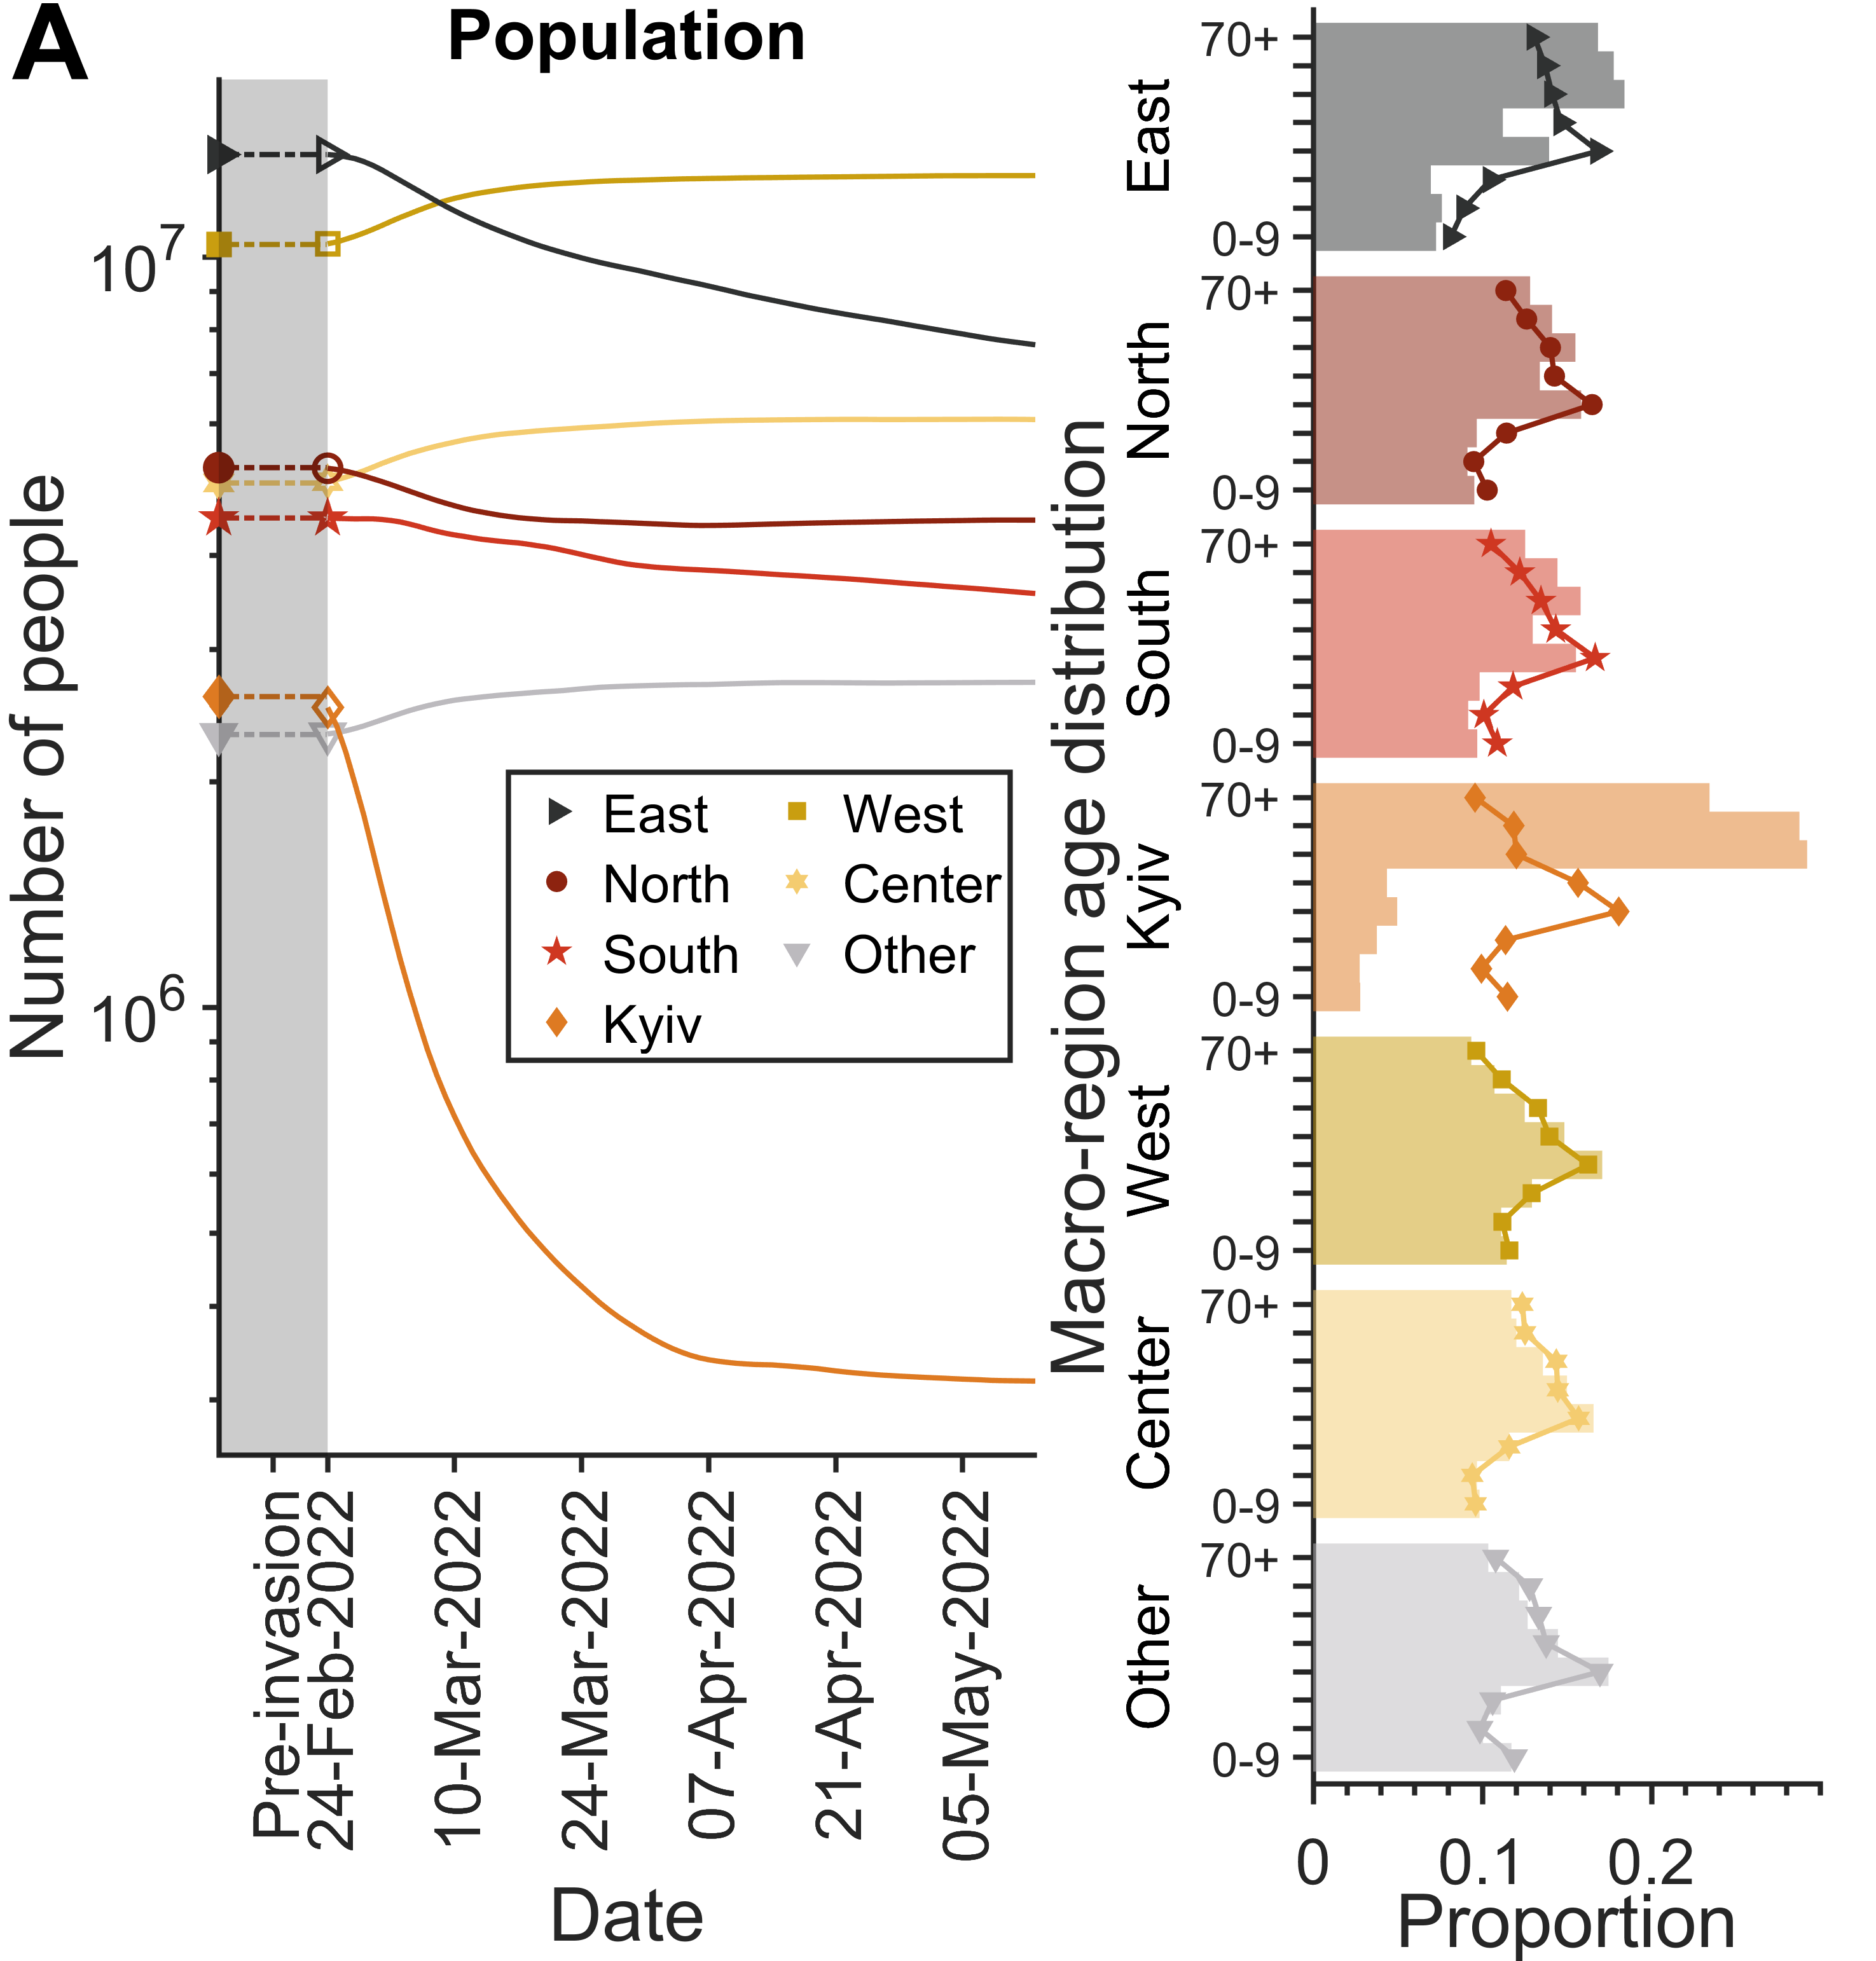 A
Population
Number of people
10^7
10^6
East
North
South
Kyiv
West
Center
Other
Pre-invasion
24-Feb-2022
10-Mar-2022
24-Mar-2022
07-Apr-2022
21-Apr-2022
05-May-2022
Date
Macro-region age distribution
East
70+
0-9
North
70+
0-9
South
70+
0-9
Kyiv
70+
0-9
West
70+
0-9
Center
70+
0-9
Other
70+
0-9
0 0.1 0.2
Proportion